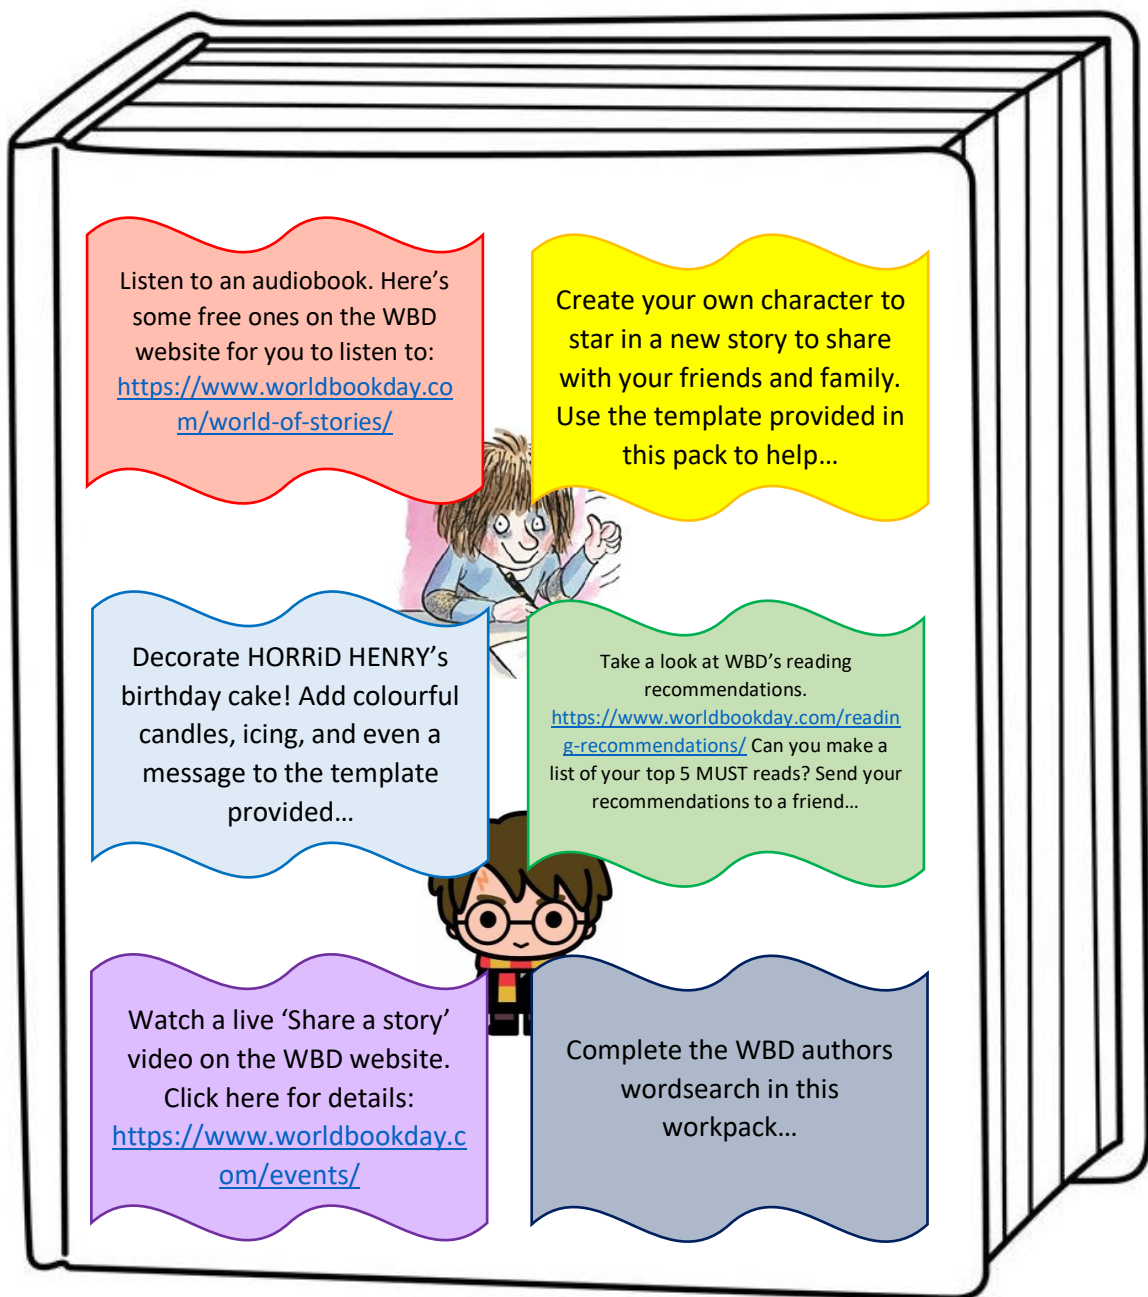 Listen to an audiobook. Here’s
some free ones on the WBD
website for you to listen to:
https://www.worldbookday.co
m/world-of-stories/
Create your own character to
star in a new story to share
with your friends and family.
Use the template provided in
this pack to help…
Decorate HORRiD HENRY’s
birthday cake! Add colourful
candles, icing, and even a
message to the template
provided…
Take a look at WBD’s reading
recommendations.
https://www.worldbookday.com/readin
g-recommendations/ Can you make a
list of your top 5 MUST reads? Send your
recommendations to a friend…
Watch a live ‘Share a story’
video on the WBD website.
Click here for details:
https://www.worldbookday.c
om/events/
Complete the WBD authors
wordsearch in this
workpack…